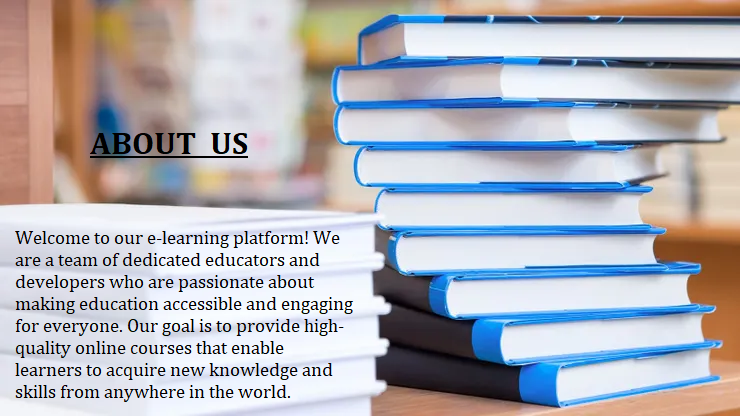 ABOUT US
Welcome to our e-learning platform! We
are a team of dedicated educators and
developers who are passionate about
making education accessible and engaging
for everyone. Our goal is to provide high-
quality online courses that enable
learners to acquire new knowledge and
skills from anywhere in the world.